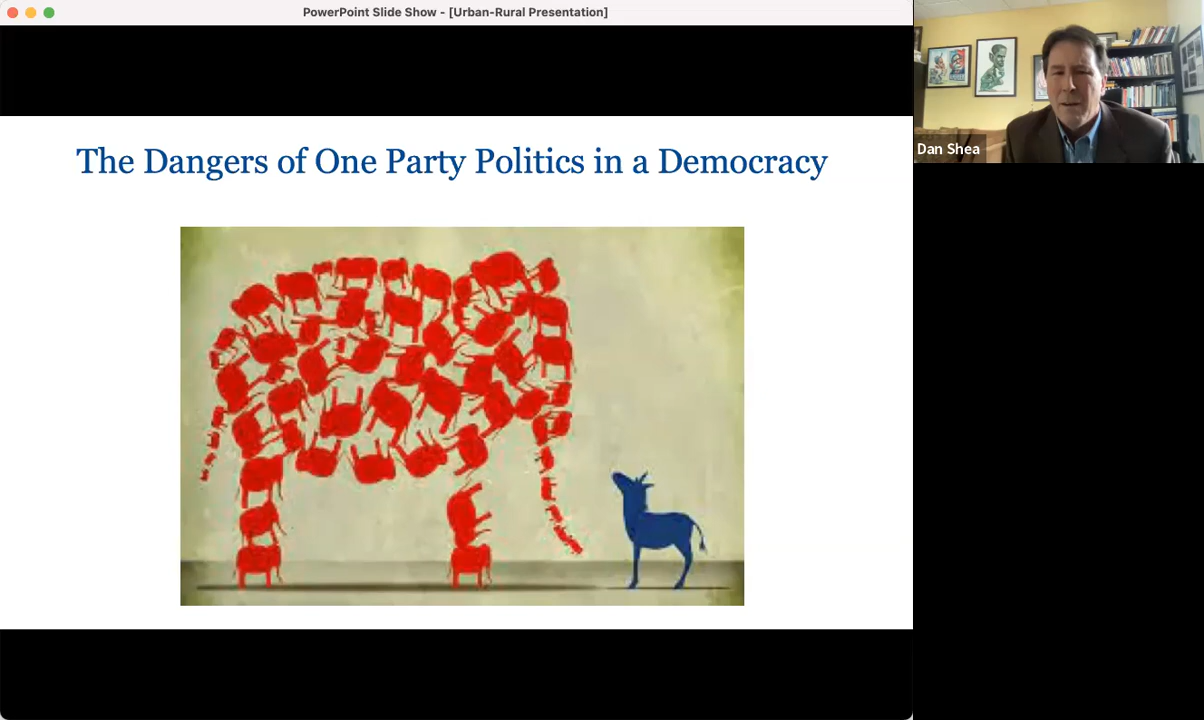 PowerPoint Slide Show - [Urban-Rural Presentation]
The Dangers of One Party Politics in a Democracy
Dan Shea